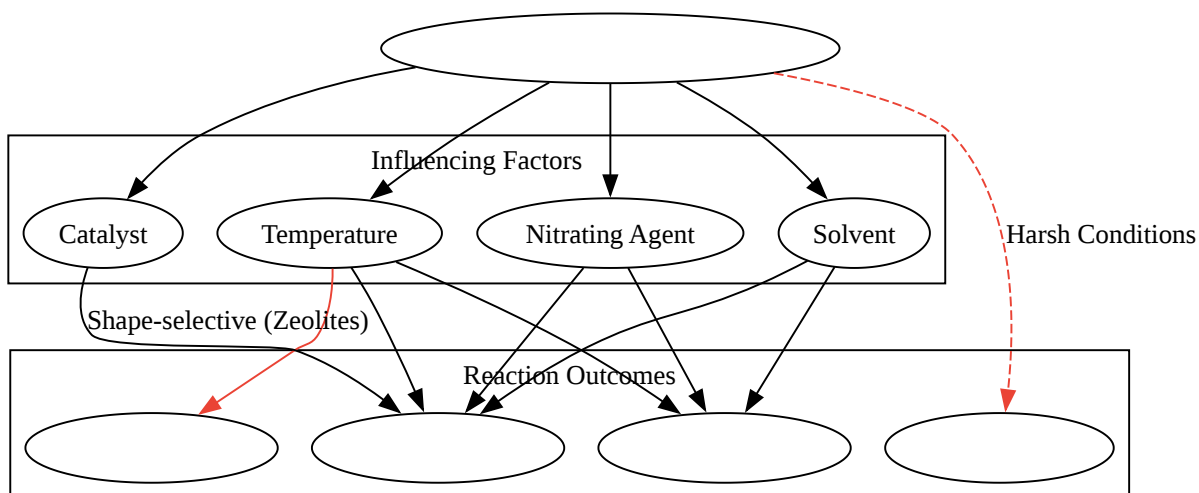 Influencing Factors
Catalyst
Temperature
Nitrating Agent
Solvent
Harsh Conditions
Shape-selective (Zeolites)
Reaction Outcomes